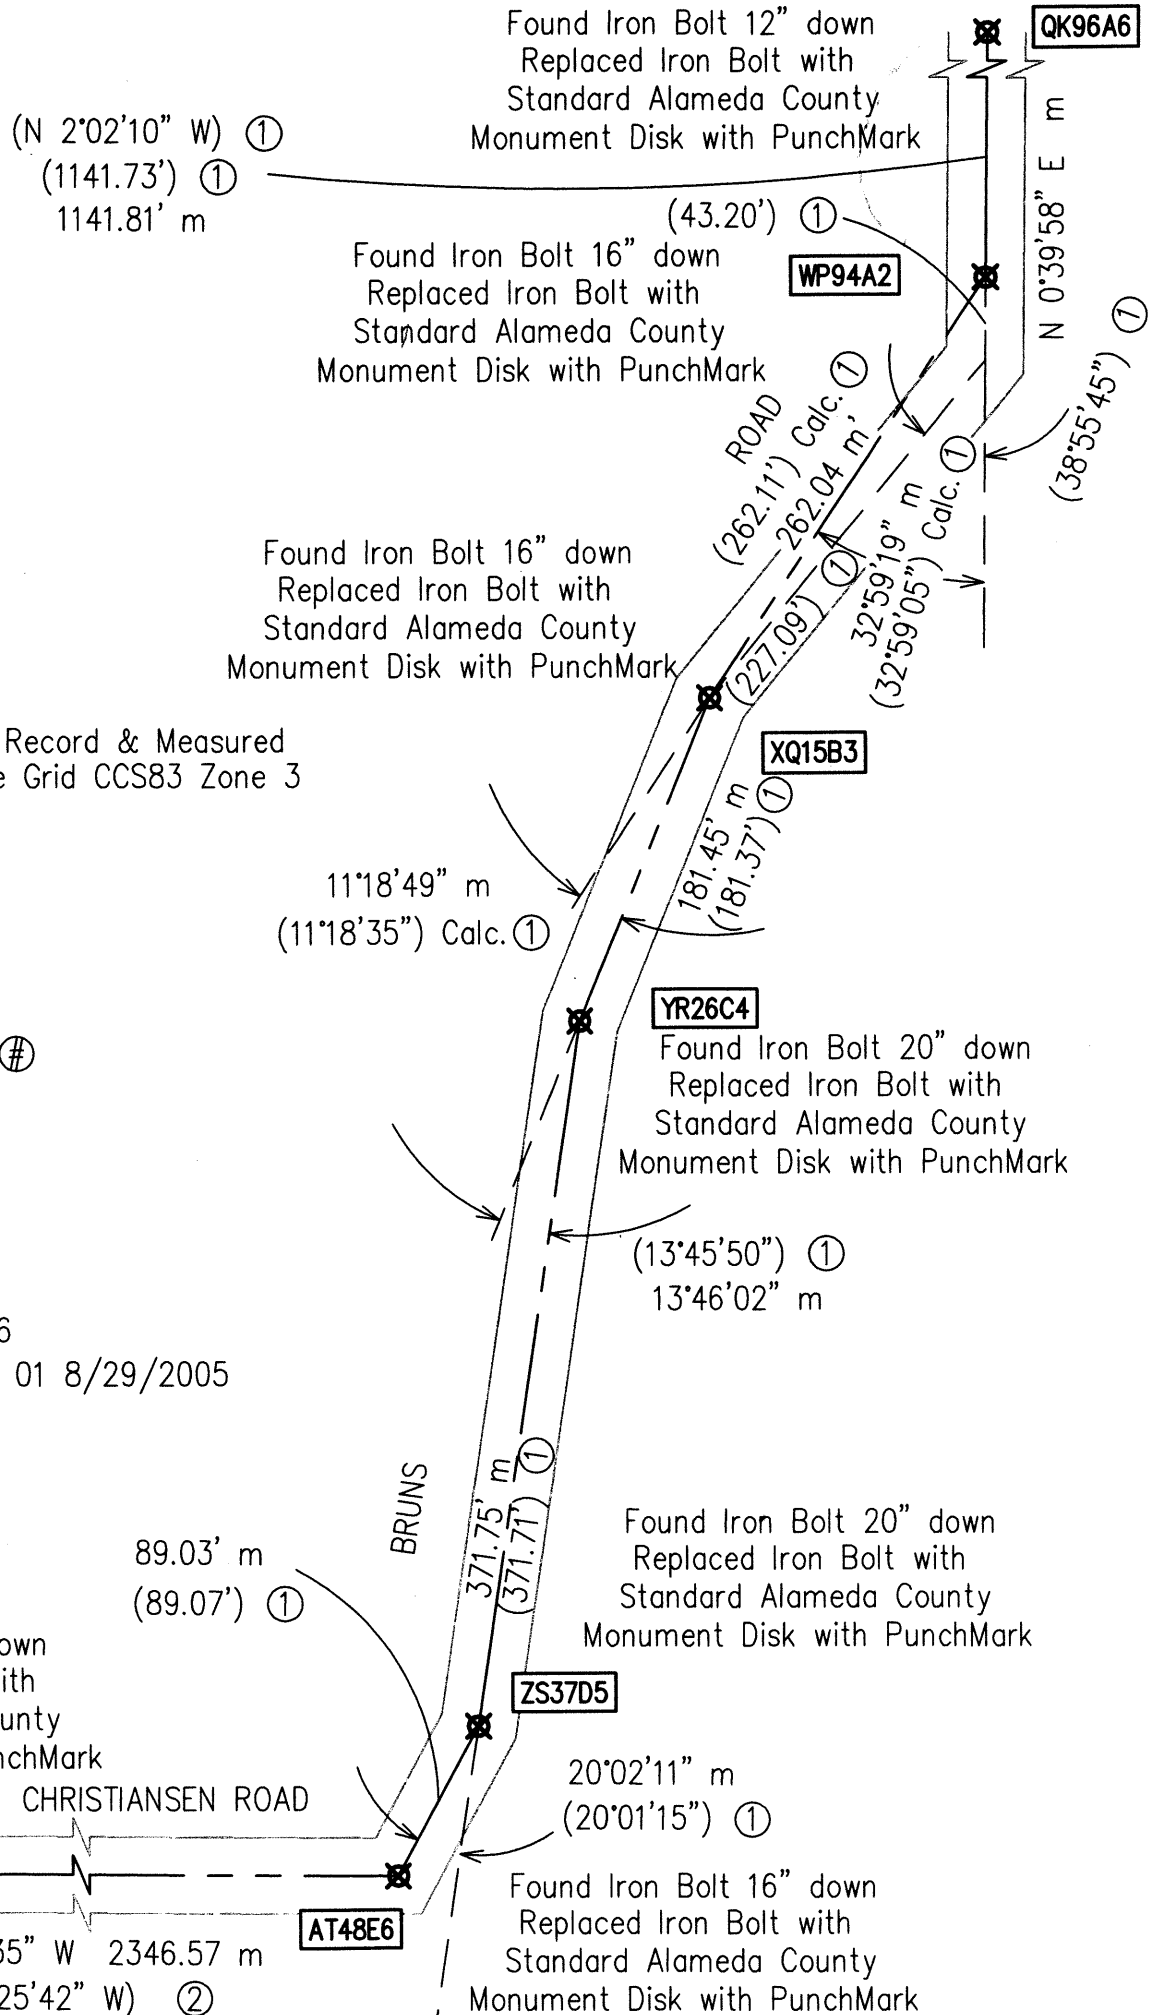 Found Iron Bolt 12" down
Replaced Iron Bolt with
Standard Alameda County
Monument Disk with PunchMark
QK96A6
(N 2°02'10" W) ①
(1141.73') ①
1141.81' m
N 0°39'58" E m
(43.20') ①
Found Iron Bolt 16" down
Replaced Iron Bolt with
Standard Alameda County
Monument Disk with PunchMark
WP94A2
(38°55'45") ①
ROAD
(262.11') Calc. ①
262.04 m'
32°59'19" m
(32°59'05") Calc. ①
(227.09') ①
Found Iron Bolt 16" down
Replaced Iron Bolt with
Standard Alameda County
Monument Disk with PunchMark
Record & Measured
Grid CCS83 Zone 3
XQ15B3
181.45' m
(181.37') ①
11°18'49" m
(11°18'35") Calc. ①
YR26C4
Found Iron Bolt 20" down
Replaced Iron Bolt with
Standard Alameda County
Monument Disk with PunchMark
#
(13°45'50") ①
13°46'02" m
6
01 8/29/2005
BRUNS
371.75' m
(371.71') ①
89.03' m
(89.07') ①
Found Iron Bolt 20" down
Replaced Iron Bolt with
Standard Alameda County
Monument Disk with PunchMark
own
ith
unty
nchMark
ZS37D5
CHRISTIANSEN ROAD
20°02'11" m
(20°01'15") ①
AT48E6
Found Iron Bolt 16" down
Replaced Iron Bolt with
Standard Alameda County
Monument Disk with PunchMark
35" W 2346.57 m
25'42" W) ②